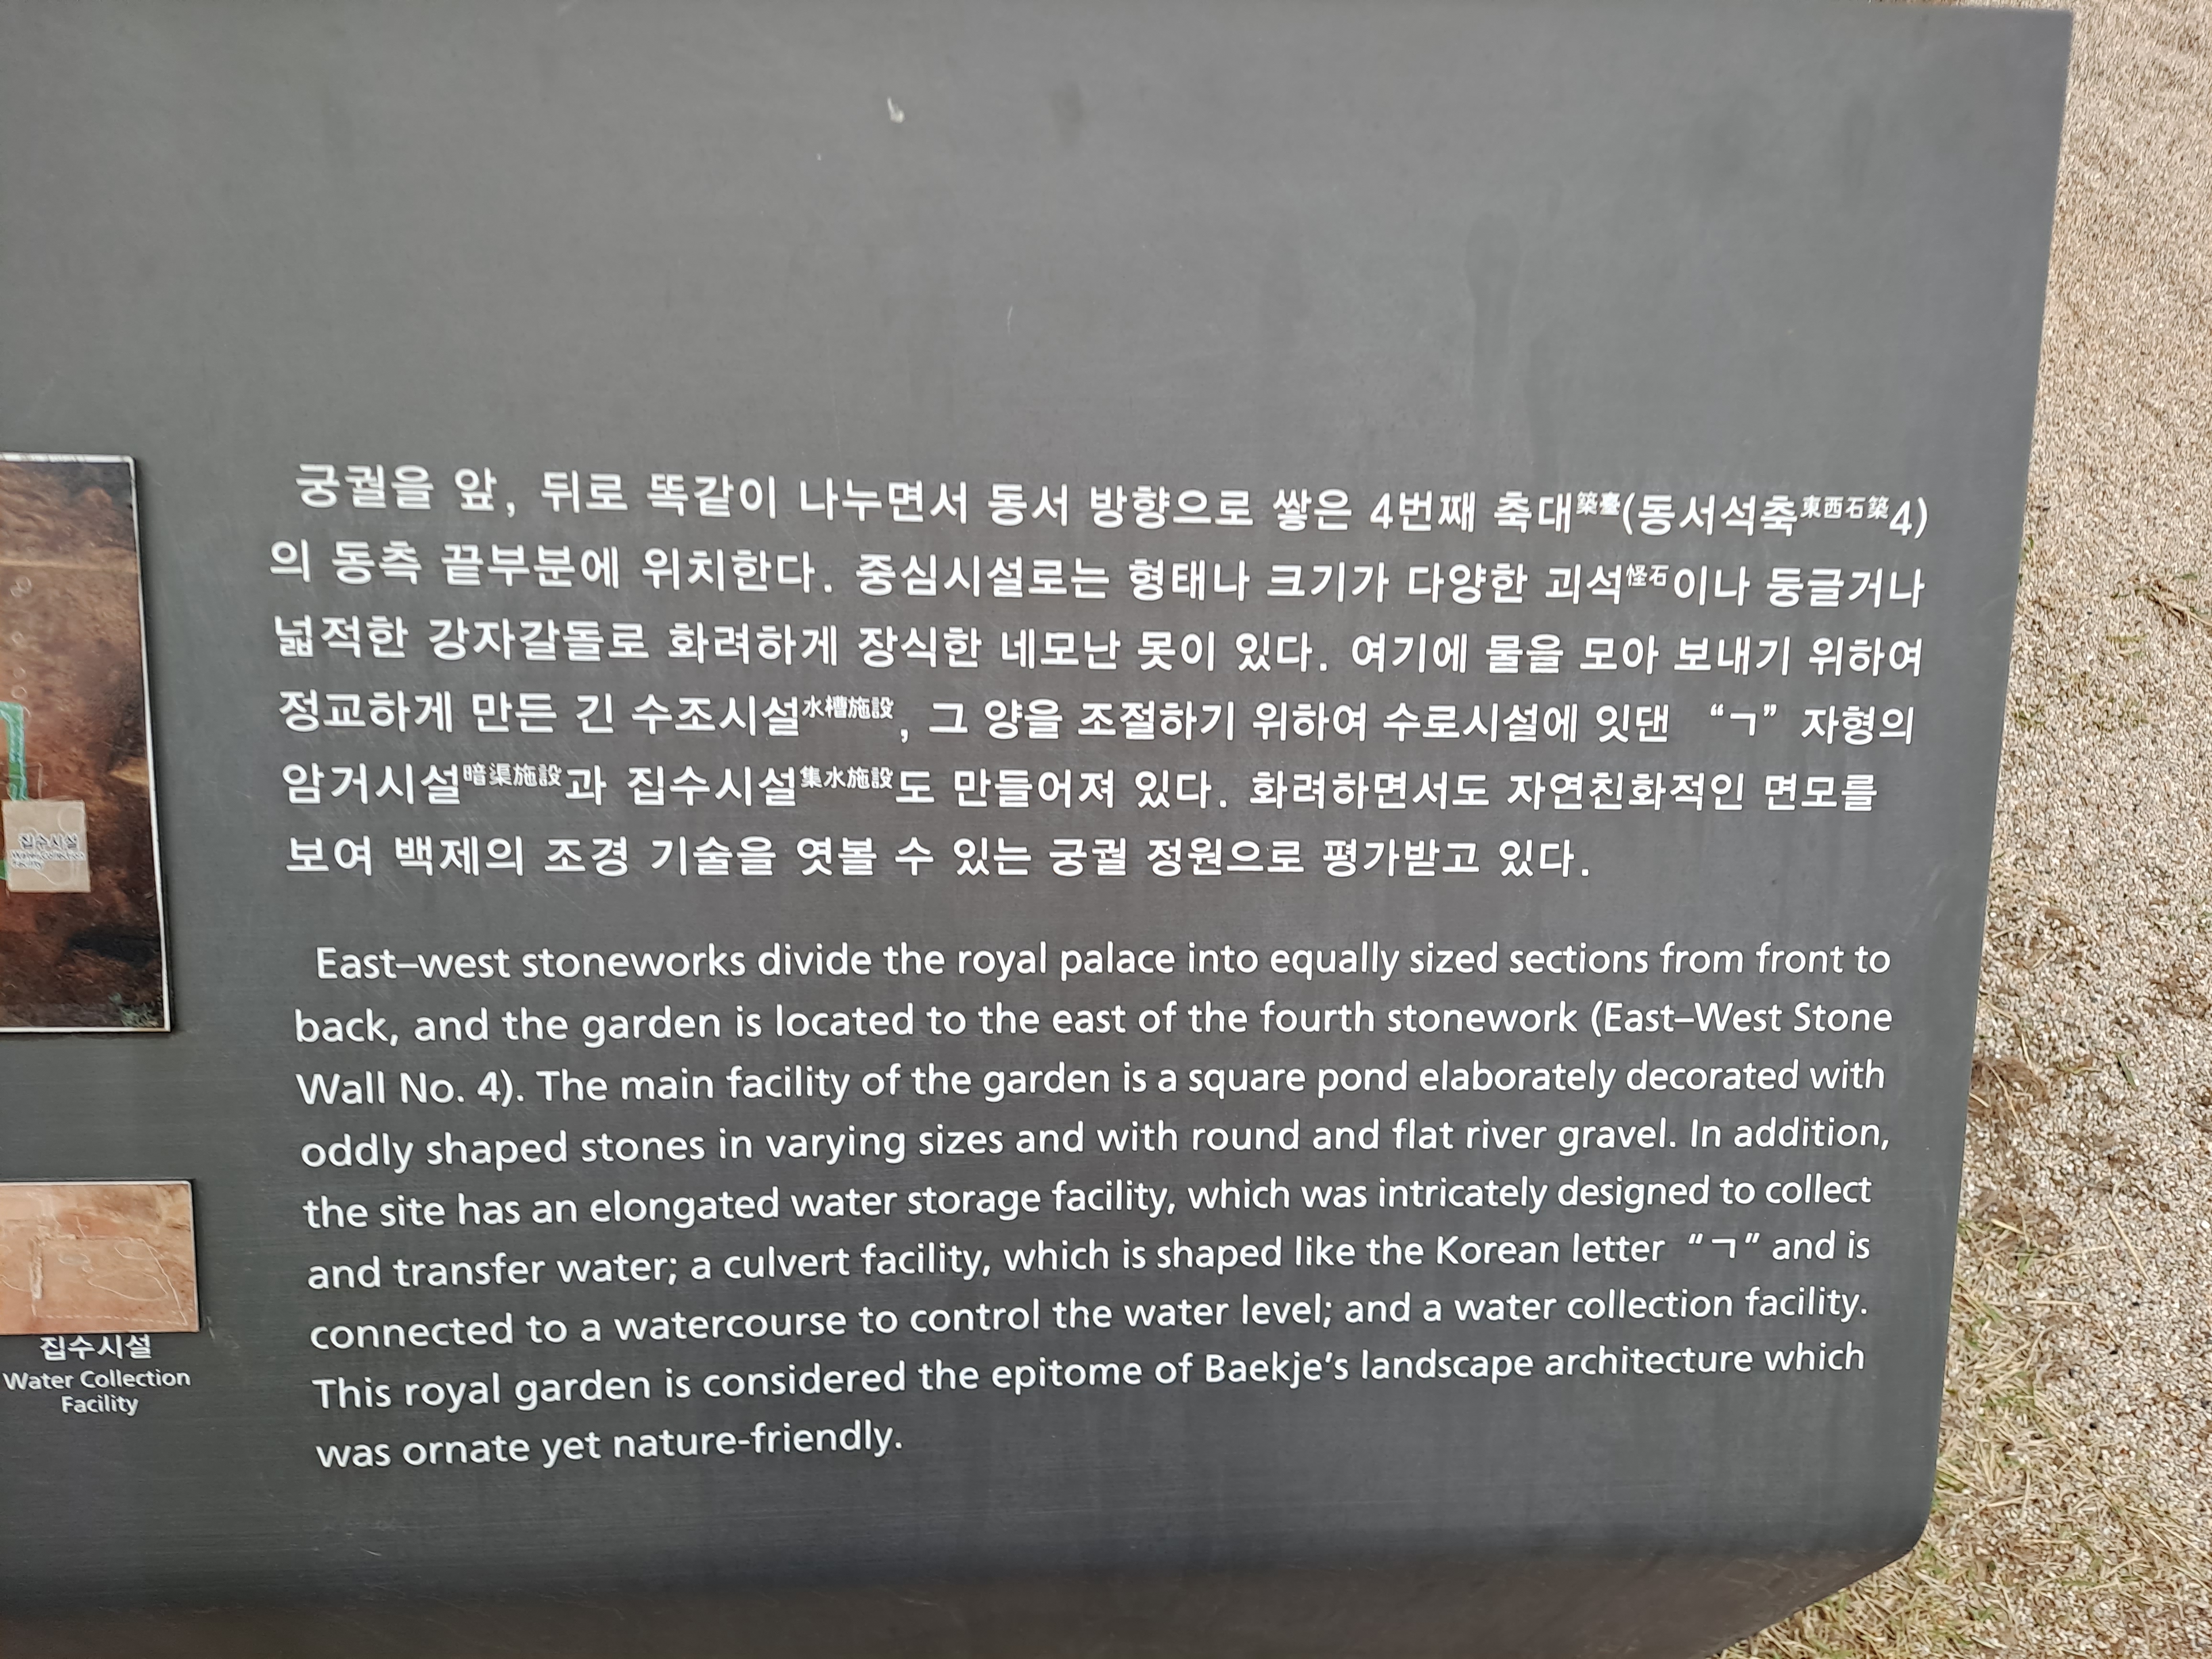 궁궐을 앞, 뒤로 똑같이 나누면서 동서 방향으로 쌓은 4번째 축대築臺(동서석축東西石築4)
의 동측 끝부분에 위치한다. 중심시설로는 형태나 크기가 다양한 괴석怪石이나 둥글거나
넓적한 강자갈돌로 화려하게 장식한 네모난 못이 있다. 여기에 물을 모아 보내기 위하여
정교하게 만든 긴 수조시설水槽施設, 그 양을 조절하기 위하여 수로시설에 잇댄 “ㄱ” 자형의
암거시설暗渠施設과 집수시설集水施設도 만들어져 있다. 화려하면서도 자연친화적인 면모를
보여 백제의 조경 기술을 엿볼 수 있는 궁궐 정원으로 평가받고 있다.
East–west stoneworks divide the royal palace into equally sized sections from front to
back, and the garden is located to the east of the fourth stonework (East–West Stone
Wall No. 4). The main facility of the garden is a square pond elaborately decorated with
oddly shaped stones in varying sizes and with round and flat river gravel. In addition,
the site has an elongated water storage facility, which was intricately designed to collect
and transfer water; a culvert facility, which is shaped like the Korean letter “ㄱ” and is
connected to a watercourse to control the water level; and a water collection facility.
This royal garden is considered the epitome of Baekje’s landscape architecture which
was ornate yet nature-friendly.
집수시설
Water Collection
Facility
집수시설
Water Collection
Facility